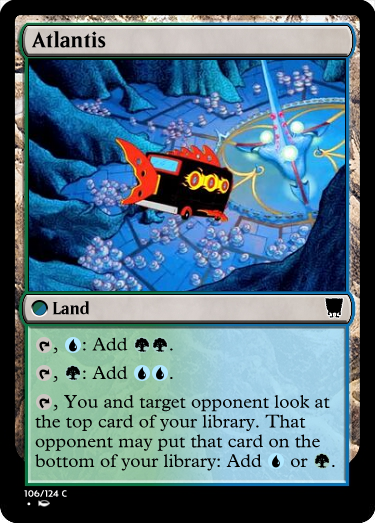 Atlantis
Land
, : Add .
, : Add .
, You and target opponent look at
the top card of your library. That
opponent may put that card on the
bottom of your library: Add or .
106/124 C